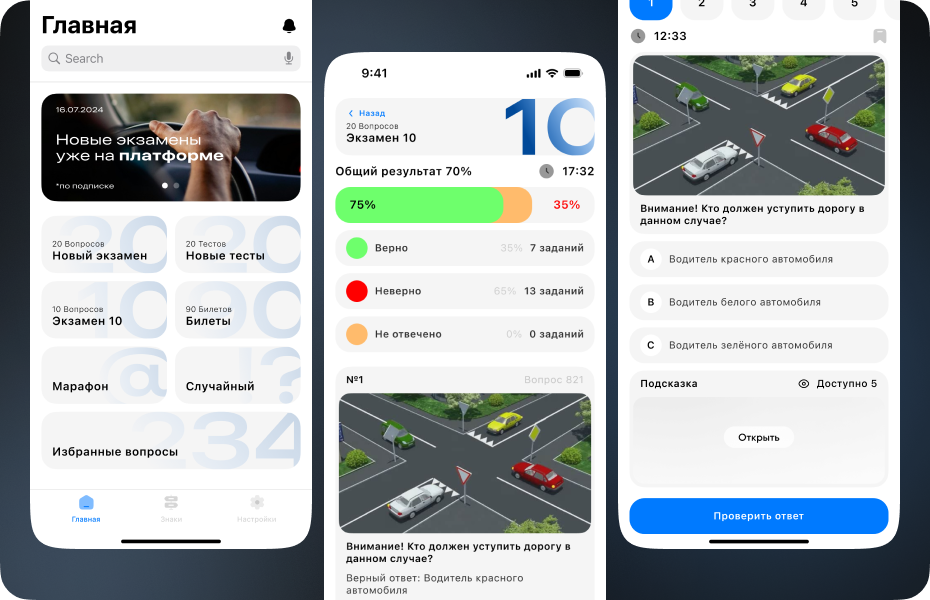 Главная
Search
16.07.2024
Новые экзамены
уже на платформе
*по подписке
20
20 Вопросов
Новый экзамен
20
20 Тестов
Новые тесты
10
10 Вопросов
Экзамен 10
90
90 Билетов
Билеты
@
Марафон
!?
Случайный
234
Избранные вопросы
Главная
Знаки
Настройки
9:41
Назад
20 Вопросов
Экзамен 10
10
Общий результат 70%
17:32
75%
35%
Верно
35% 7 заданий
Неверно
65% 13 заданий
Не отвечено
0% 0 заданий
№1
Вопрос 821
Внимание! Кто должен уступить дорогу в
данном случае?
Верный ответ: Водитель красного
автомобиля
1
2
3
4
5
12:33
Внимание! Кто должен уступить дорогу в
данном случае?
A Водитель красного автомобиля
B Водитель белого автомобиля
C Водитель зелёного автомобиля
Подсказка
Доступно 5
Открыть
Проверить ответ